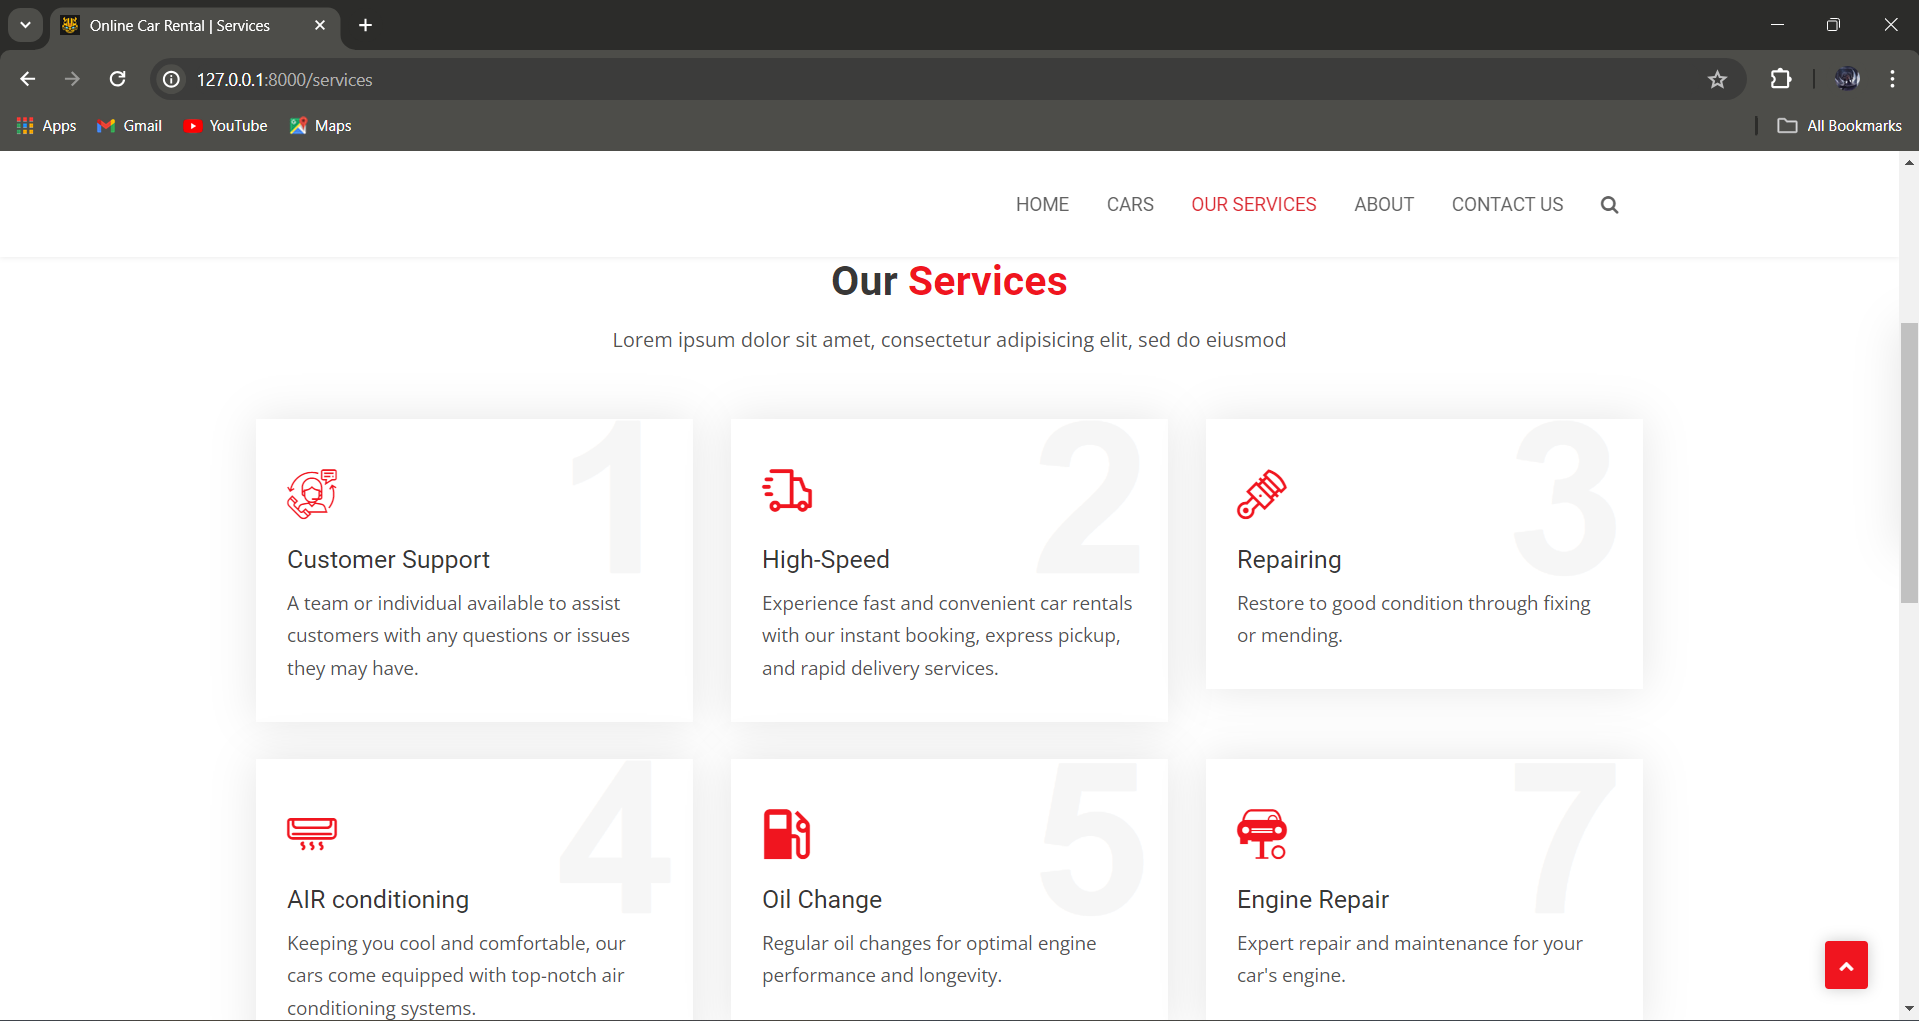 Online Car Rental | Services
127.0.0.1:8000/services
Apps Gmail YouTube Maps All Bookmarks
HOME CARS OUR SERVICES ABOUT CONTACT US
Our Services
Lorem ipsum dolor sit amet, consectetur adipisicing elit, sed do eiusmod
1
Customer Support
A team or individual available to assist
customers with any questions or issues
they may have.
2
High-Speed
Experience fast and convenient car rentals
with our instant booking, express pickup,
and rapid delivery services.
3
Repairing
Restore to good condition through fixing
or mending.
4
AIR conditioning
Keeping you cool and comfortable, our
cars come equipped with top-notch air
conditioning systems.
5
Oil Change
Regular oil changes for optimal engine
performance and longevity.
7
Engine Repair
Expert repair and maintenance for your
car's engine.